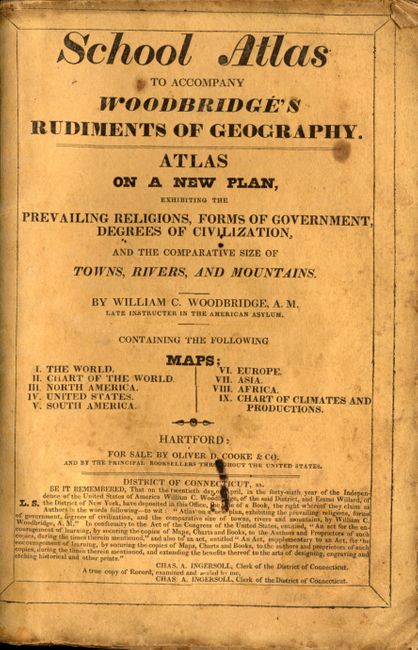 School Atlas
TO ACCOMPANY
WOODBRIDGE'S
RUDIMENTS OF GEOGRAPHY.
ATLAS
ON A NEW PLAN,
EXHIBITING THE
PREVAILING RELIGIONS, FORMS OF GOVERNMENT,
DEGREES OF CIVILIZATION,
AND THE COMPARATIVE SIZE OF
TOWNS, RIVERS, AND MOUNTAINS.
BY WILLIAM C. WOODBRIDGE, A. M.
LATE INSTRUCTER IN THE AMERICAN ASYLUM.
CONTAINING THE FOLLOWING
MAPS:
I. THE WORLD.
II. CHART OF THE WORLD.
III. NORTH AMERICA.
IV. UNITED STATES.
V. SOUTH AMERICA.
VI. EUROPE.
VII. ASIA.
VIII. AFRICA.
IX. CHART OF CLIMATES AND
PRODUCTIONS.
HARTFORD:
FOR SALE BY OLIVER D. COOKE & CO.
AND BY THE PRINCIPAL BOOKSELLERS THROUGHOUT THE UNITED STATES.
DISTRICT OF CONNECTICUT, ss.
BE IT REMEMBERED, That on the twentieth day of April, in the forty-sixth year of the Indepen-
dence of the United States of America William C. Woodbridge, of the said District, and Emma Willard, of
L. S. the District of New York, have deposited in this Office, the of a Book, the right whereof they claim as
Authors in the words following—to wit: "Atlas on a new plan, exhibiting the prevailing religions, forms
of government, degrees of civilization, and the comparative size of towns, rivers and mountains, by William C.
Woodbridge, A. M." In conformity to the Act of the Congress of the United States, entitled, "An act for the en-
couragement of learning, by securing the copies of Maps, Charts and Books, to the Authors and Proprietors of such
copies, during the times therein mentioned," and also of an act, entitled "An Act, supplementary to an Act, for the
encouragement of learning, by securing the copies of Maps, Charts and Books, to the authors and proprietors of such
copies, during the times therein mentioned, and extending the benefits thereof to the arts of designing, engraving and
etching historical and other prints."
CHAS. A. INGERSOLL, Clerk of the District of Connecticut.
A true copy of Record, examined and sealed by me,
CHAS. A. INGERSOLL, Clerk of the District of Connecticut.